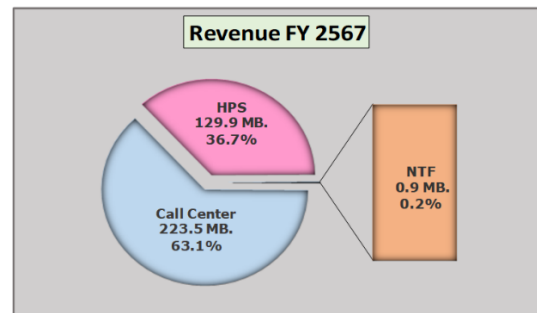 Revenue FY 2567
HPS
129.9 MB.
36.7%
NTF
0.9 MB.
0.2%
Call Center
223.5 MB.
63.1%